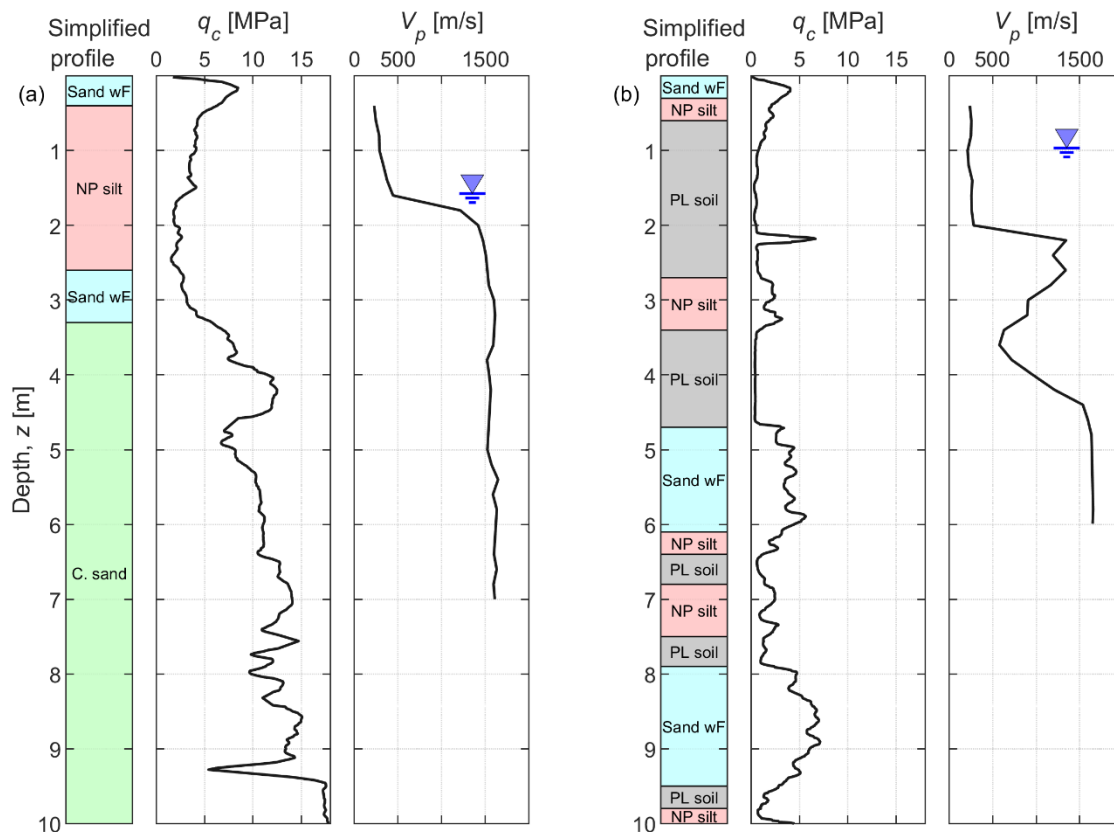 Simplified
profile
q_c [MPa]
V_p [m/s]
5 10 15
0 500 1500
(a)
Sand wF
NP silt
Sand wF
C. sand
Depth, z [m]
1
2
3
4
5
6
7
8
9
10
Simplified
profile
q_c [MPa]
V_p [m/s]
0 5 10 15
0 500 1500
(b)
Sand wF
NP silt
PL soil
NP silt
PL soil
Sand wF
NP silt
PL soil
NP silt
PL soil
Sand wF
PL soil
NP silt
1
2
3
4
5
6
7
8
9
10